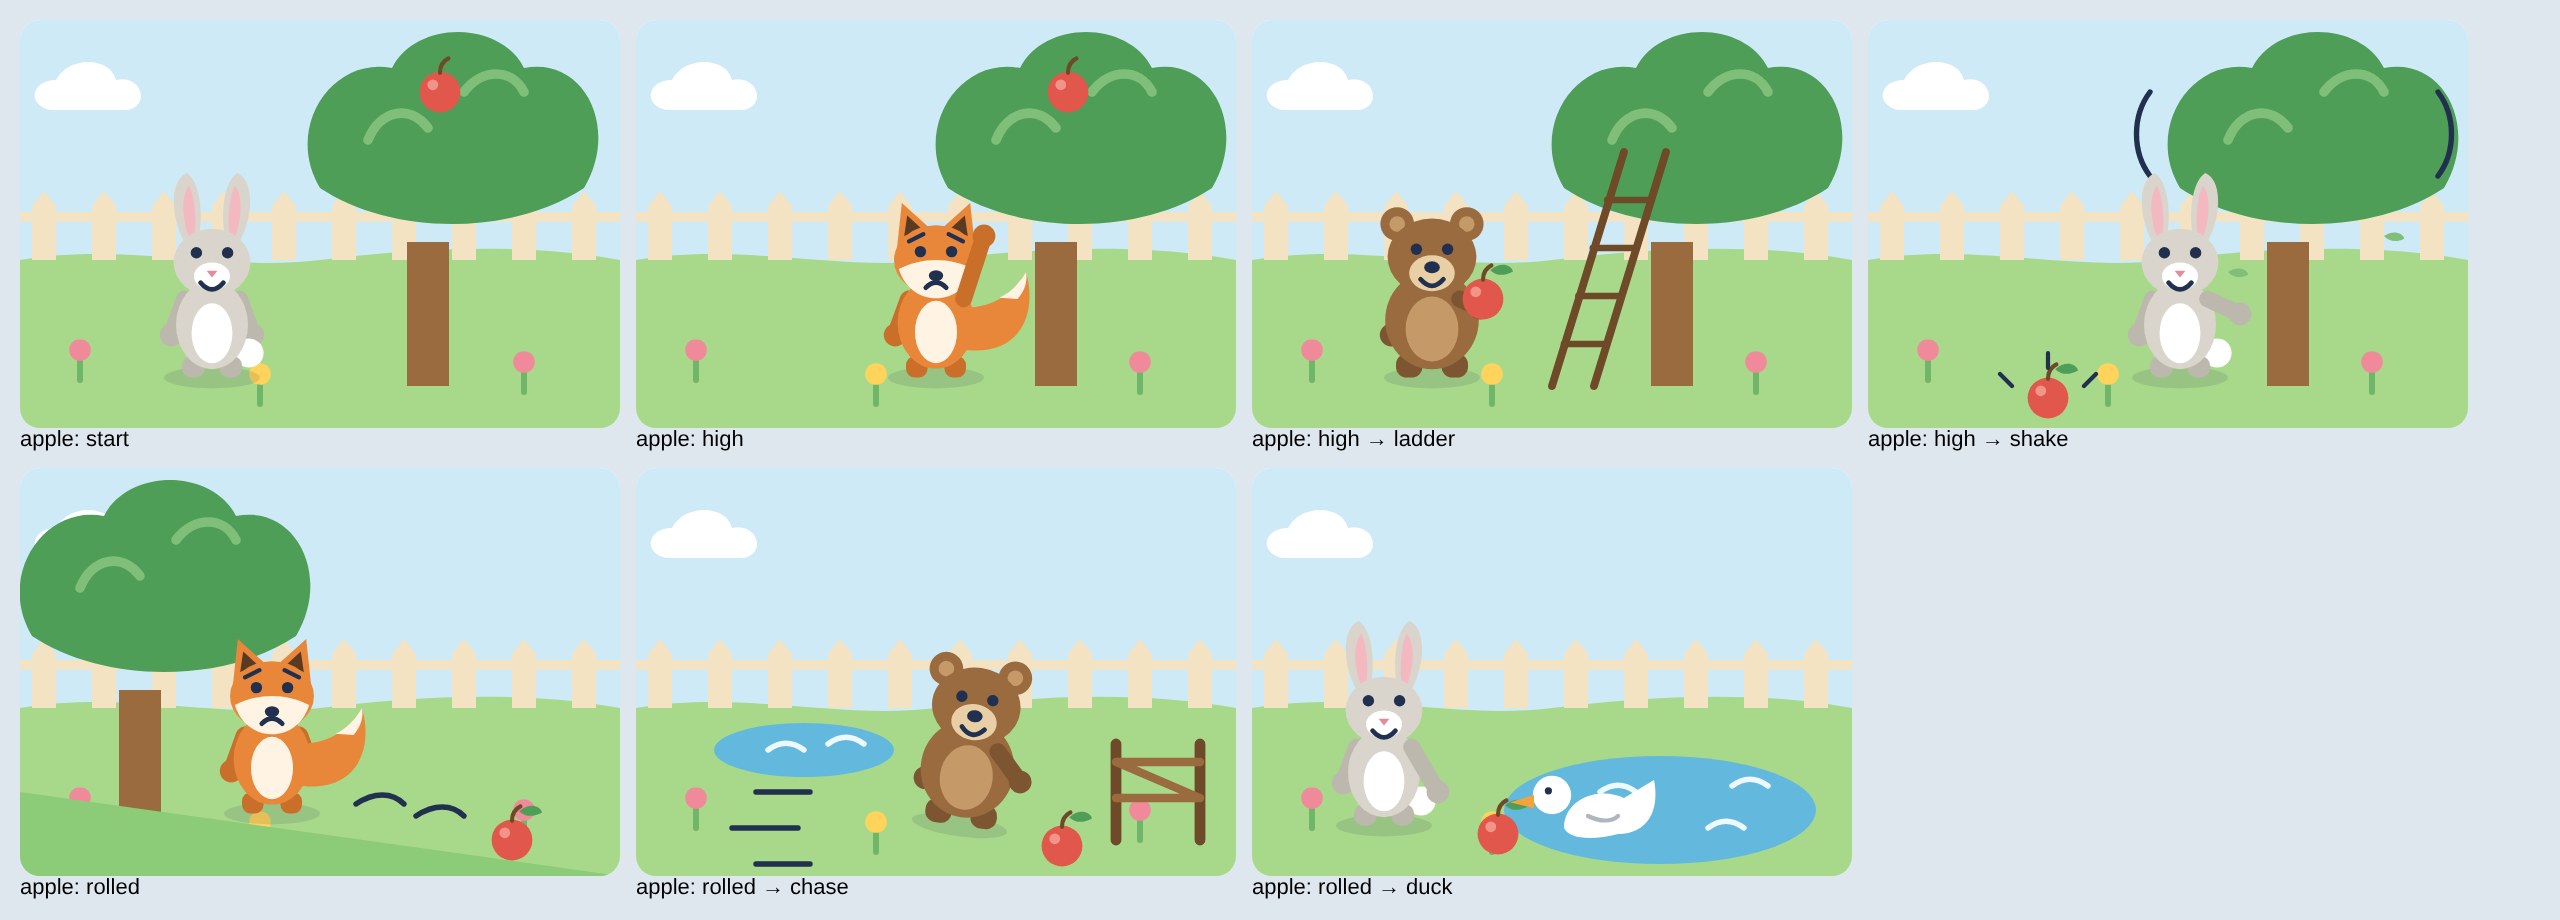 apple: start
apple: high
apple: high → ladder
apple: high → shake
apple: rolled
apple: rolled → chase
apple: rolled → duck